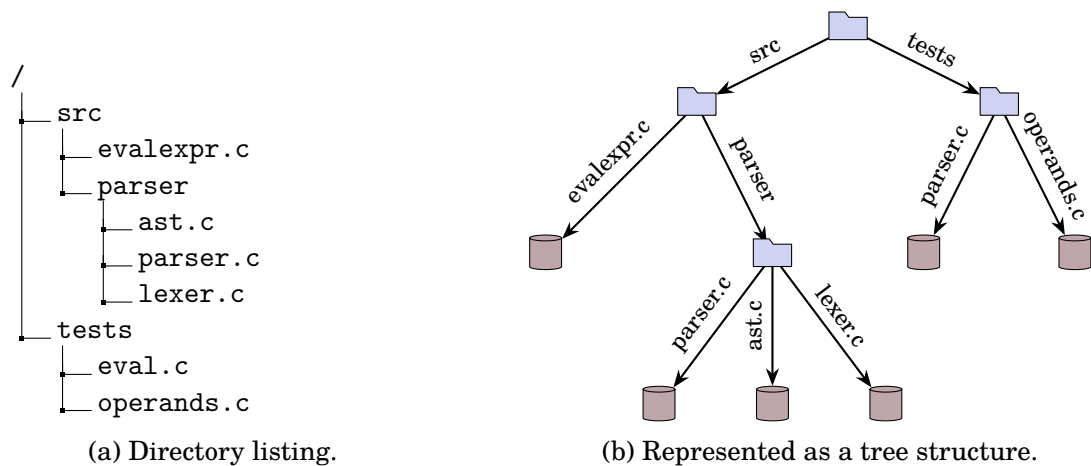 /
src
evalexpr.c
parser
ast.c
parser.c
lexer.c
tests
eval.c
operands.c
(a) Directory listing.
src
tests
evalexpr.c
parser
parser.c
operands.c
parser.c
ast.c
lexer.c
(b) Represented as a tree structure.